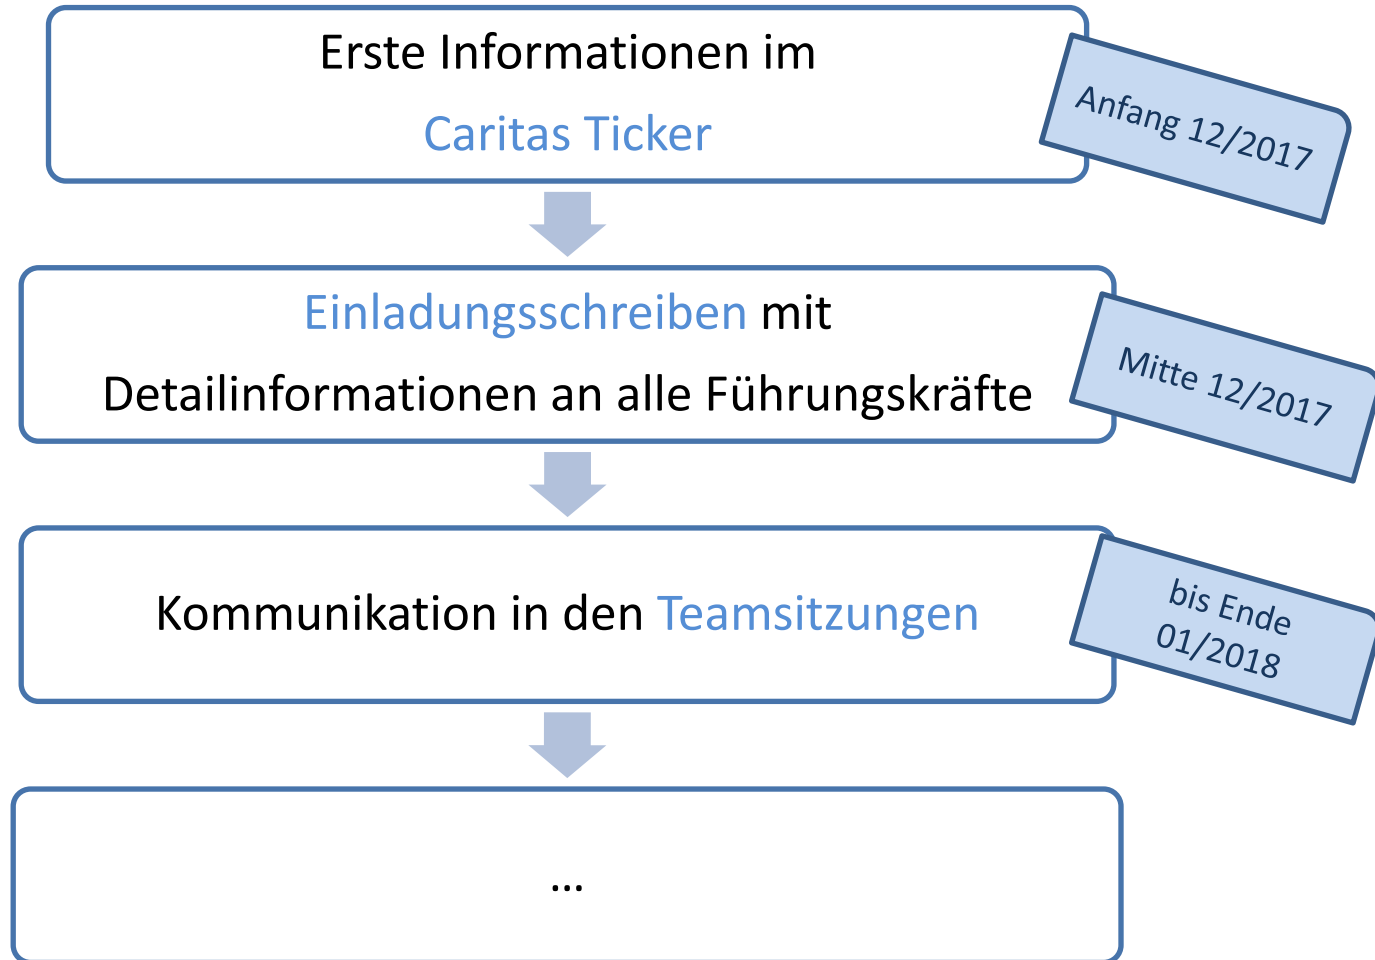 Erste Informationen im
Caritas Ticker
Anfang 12/2017
Einladungsschreiben mit
Detailinformationen an alle Führungskräfte
Mitte 12/2017
Kommunikation in den Teamsitzungen
bis Ende
01/2018
...